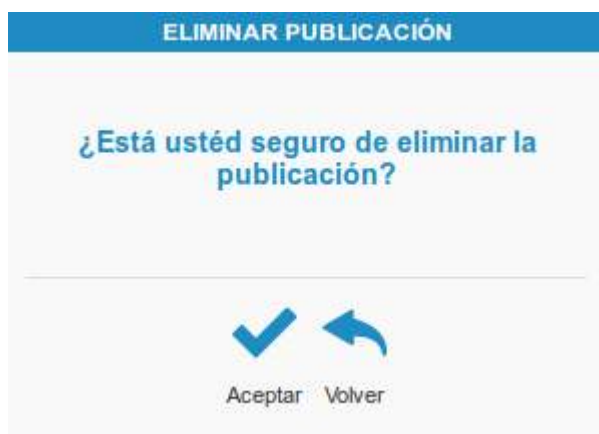 ELIMINAR PUBLICACIÓN
¿Está ustéd seguro de eliminar la
publicación?
Aceptar Volver